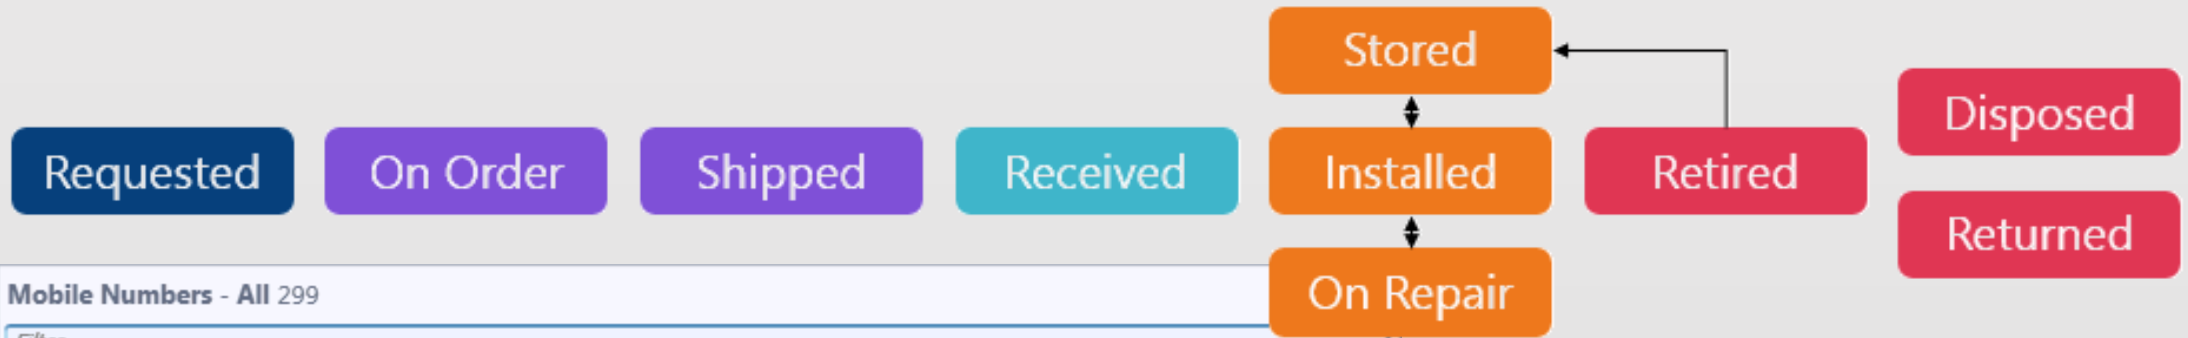 Stored
Disposed
Requested
On Order
Shipped
Received
Installed
Retired
Returned
Mobile Numbers - All 299
On Repair